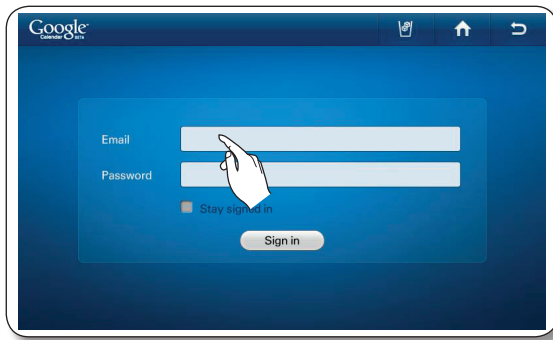 Google
Calendar BETA
Email
Password
Stay signed in
Sign in